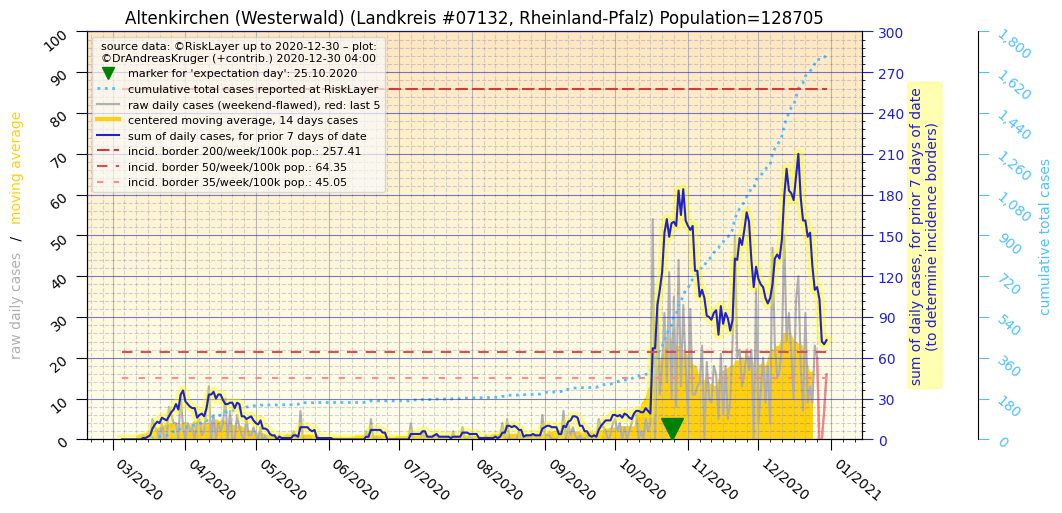 Altenkirchen (Westerwald) (Landkreis #07132, Rheinland-Pfalz) Population=128705
source data: ©RiskLayer up to 2020-12-30 – plot:
©DrAndreasKruger (+contrib.) 2020-12-30 04:00
marker for 'expectation day': 25.10.2020
cumulative total cases reported at RiskLayer
raw daily cases (weekend-flawed), red: last 5
centered moving average, 14 days cases
sum of daily cases, for prior 7 days of date
incid. border 200/week/100k pop.: 257.41
incid. border 50/week/100k pop.: 64.35
incid. border 35/week/100k pop.: 45.05
raw daily cases / moving average
100
90
80
70
60
50
40
30
20
10
0
03/2020
04/2020
05/2020
06/2020
07/2020
08/2020
09/2020
10/2020
11/2020
12/2020
01/2021
300
270
240
210
180
150
120
90
60
30
0
sum of daily cases, for prior 7 days of date
(to determine incidence borders)
1,800
1,620
1,440
1,260
1,080
900
720
540
360
180
0
cumulative total cases